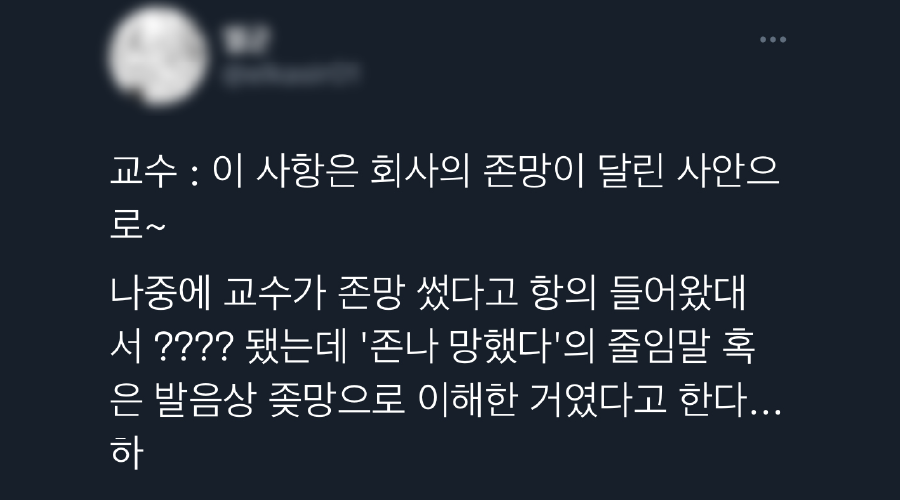 교수 : 이 사항은 회사의 존망이 달린 사안으
로~
나중에 교수가 존망 썼다고 항의 들어왔대
서 ???? 됐는데 '존나 망했다'의 줄임말 혹
은 발음상 좆망으로 이해한 거였다고 한다...
하